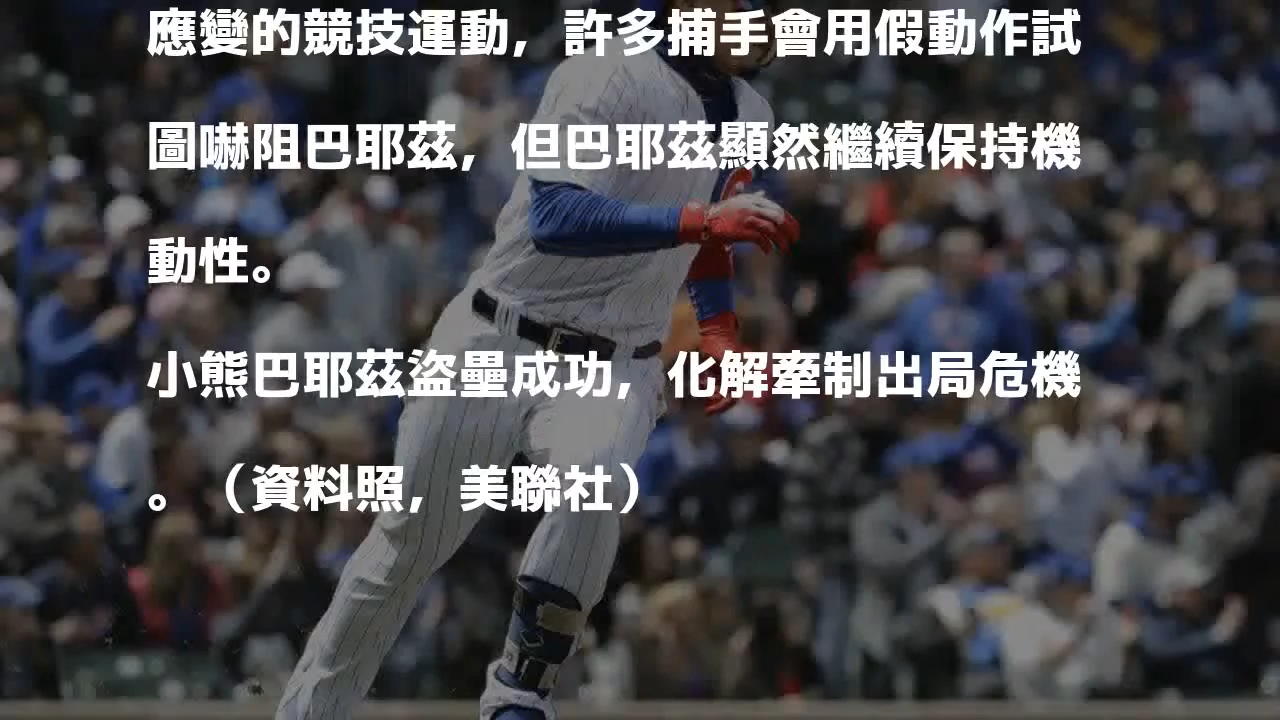 應變的競技運動，許多捕手會用假動作試
圖嚇阻巴耶茲，但巴耶茲顯然繼續保持機
動性。
小熊巴耶茲盜壘成功，化解牽制出局危機
。（資料照，美聯社）